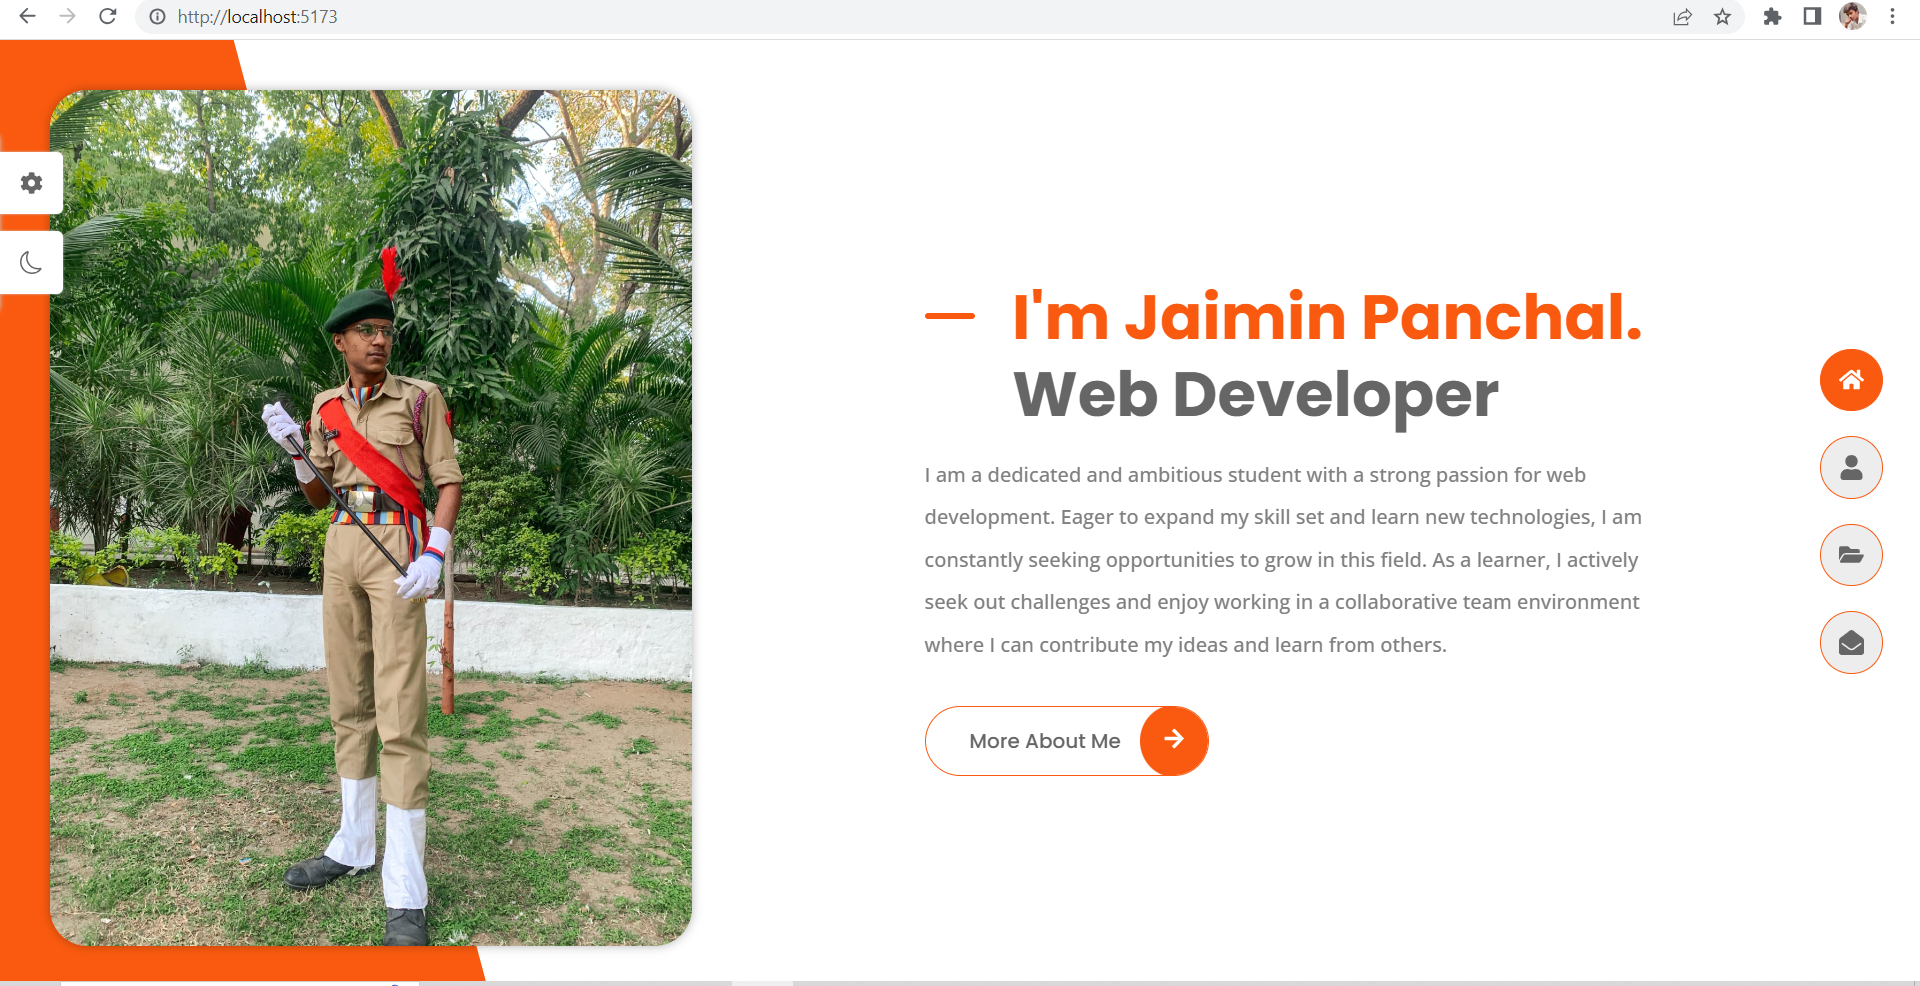 http://localhost:5173
I'm Jaimin Panchal.
Web Developer
I am a dedicated and ambitious student with a strong passion for web
development. Eager to expand my skill set and learn new technologies, I am
constantly seeking opportunities to grow in this field. As a learner, I actively
seek out challenges and enjoy working in a collaborative team environment
where I can contribute my ideas and learn from others.
More About Me